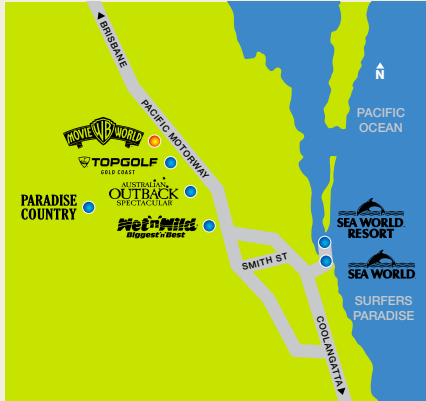 BRISBANE
N
PACIFIC MOTORWAY
PACIFIC
OCEAN
MOVIE WB WORLD
TOPGOLF
GOLD COAST
AUSTRALIAN
OUTBACK
SPECTACULAR
PARADISE
COUNTRY
Wet'n'Wild
Biggest'n'Best
SEA WORLD
RESORT
SMITH ST
SEA WORLD
SURFERS
PARADISE
COOLANGATTA